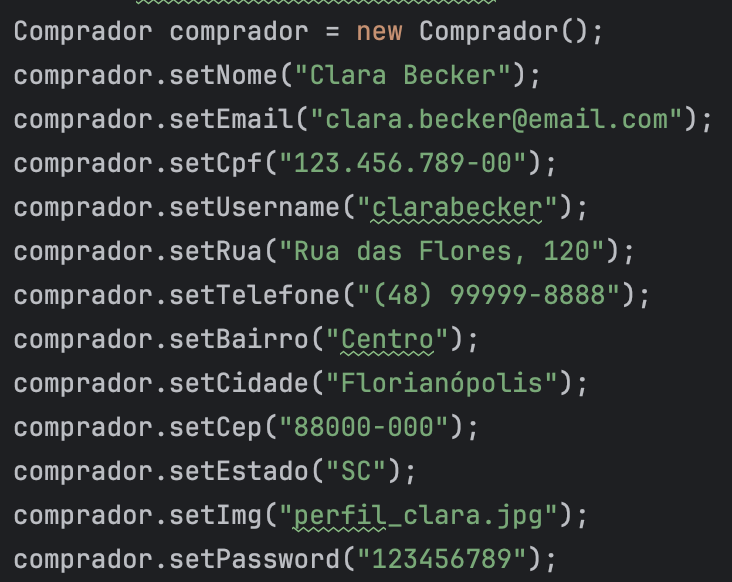 Comprador comprador = new Comprador();
comprador.setNome("Clara Becker");
comprador.setEmail("clara.becker@email.com");
comprador.setCpf("123.456.789-00");
comprador.setUsername("clarabecker");
comprador.setRua("Rua das Flores, 120");
comprador.setTelefone("(48) 99999-8888");
comprador.setBairro("Centro");
comprador.setCidade("Florianópolis");
comprador.setCep("88000-000");
comprador.setEstado("SC");
comprador.setImg("perfil_clara.jpg");
comprador.setPassword("123456789");